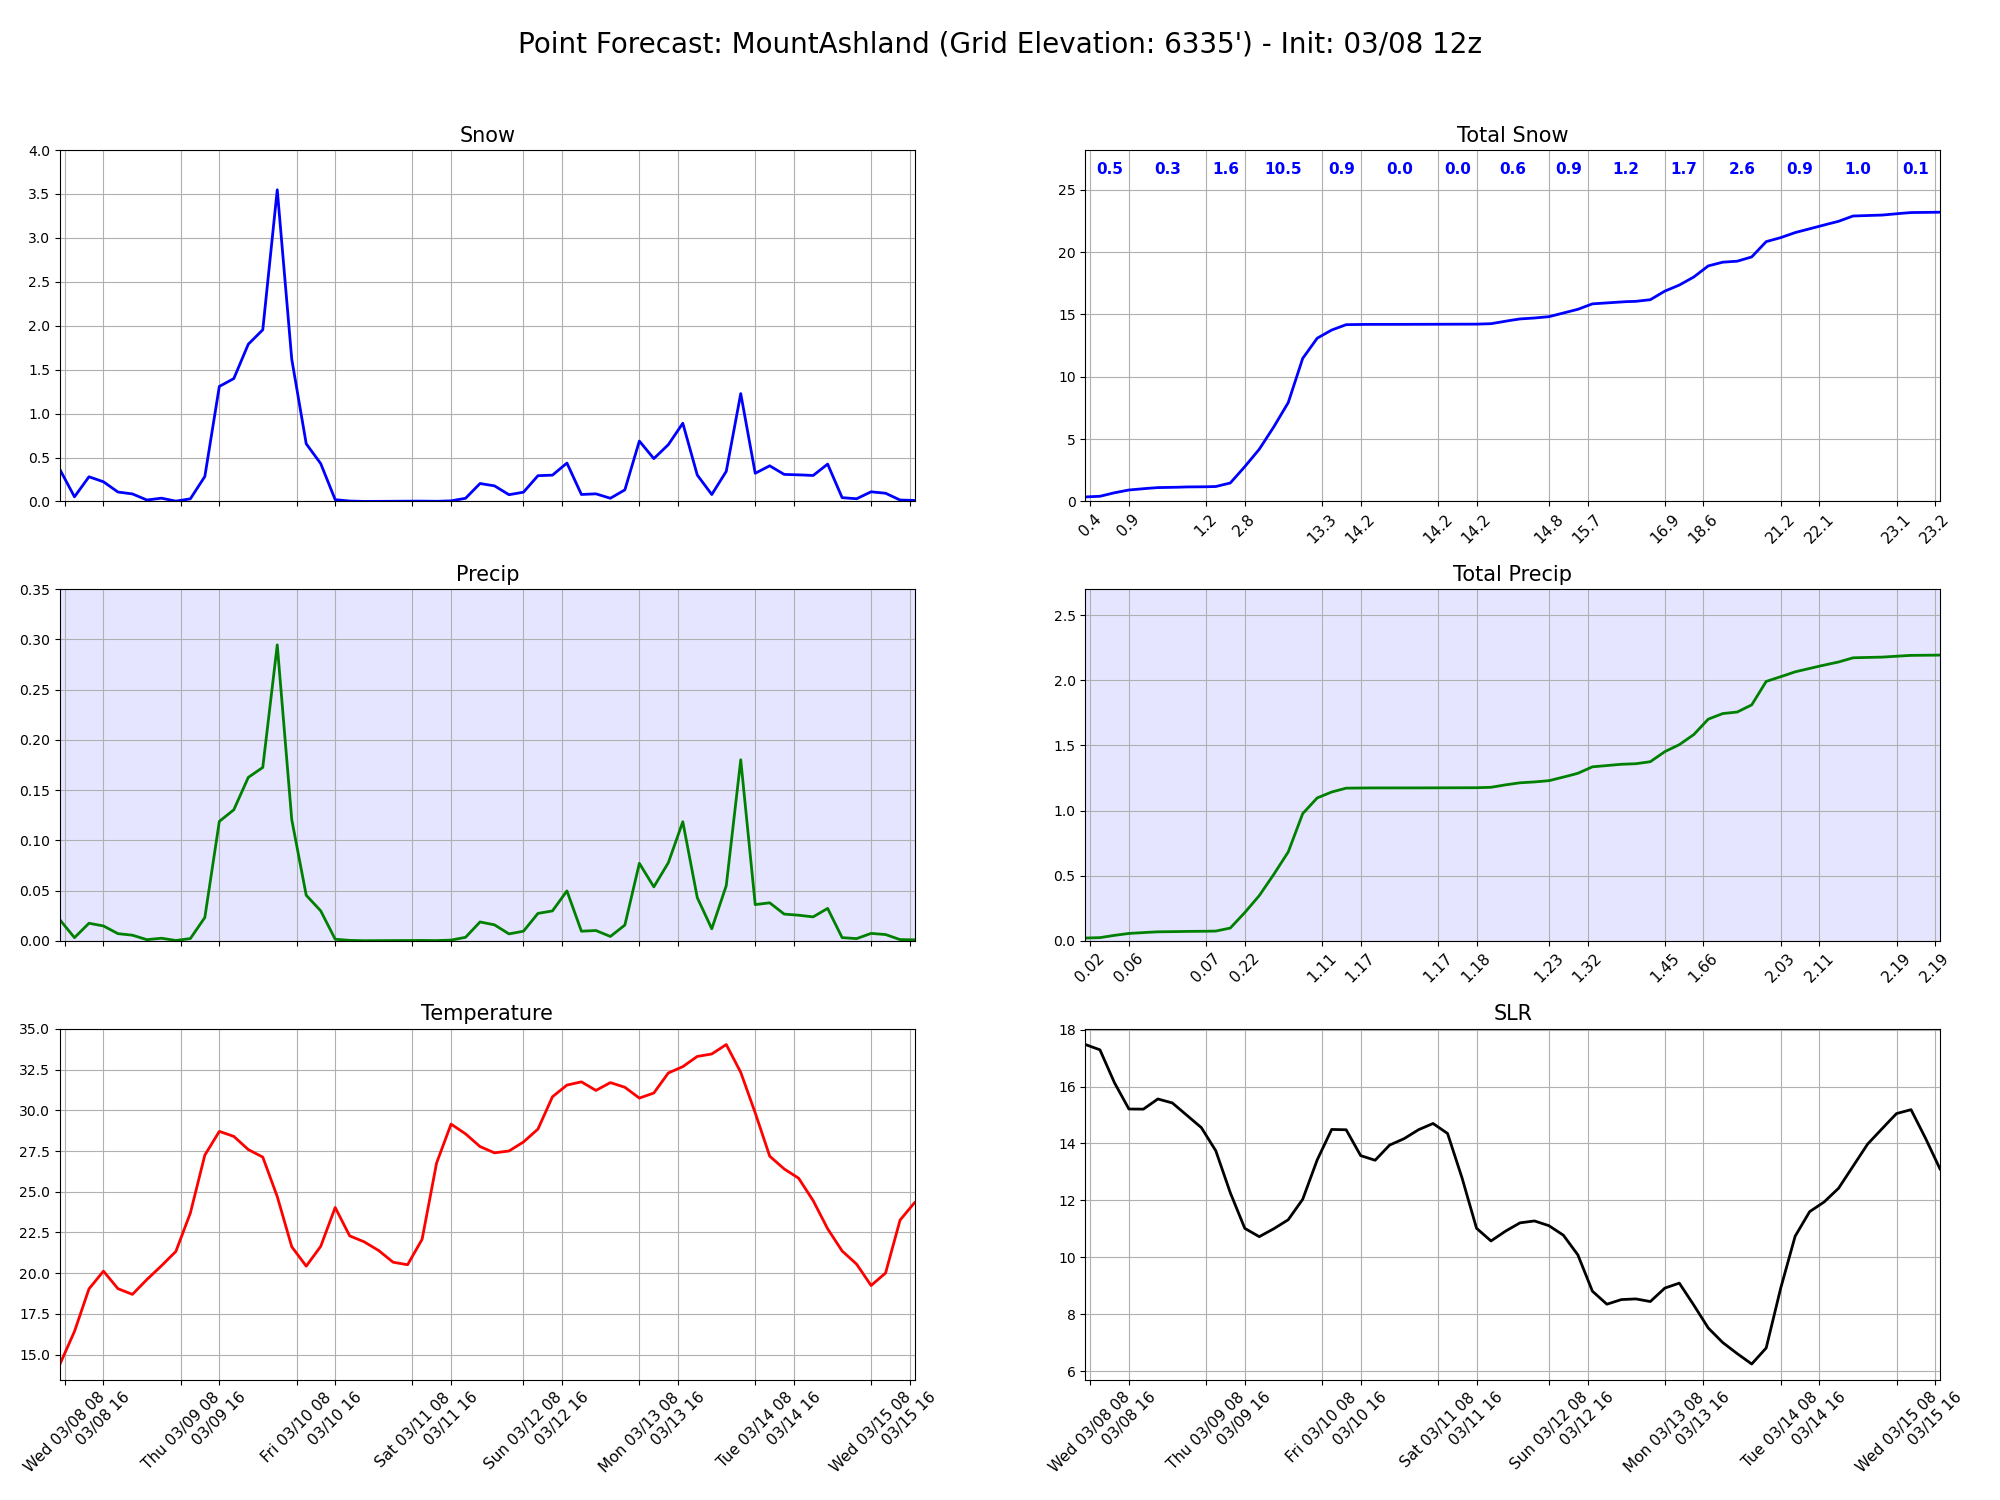 Point Forecast: MountAshland (Grid Elevation: 6335') - Init: 03/08 12z
Snow
4.0
3.5
3.0
2.5
2.0
1.5
1.0
0.5
0.0
Total Snow
0.5 0.3 1.6 10.5 0.9 0.0 0.0 0.6 0.9 1.2 1.7 2.6 0.9 1.0 0.1
25
20
15
10
5
0
0.4 0.9 1.2 2.8 13.3 14.2 14.2 14.2 14.8 15.7 16.9 18.6 21.2 22.1 23.1 23.2
Precip
0.35
0.30
0.25
0.20
0.15
0.10
0.05
0.00
Total Precip
2.5
2.0
1.5
1.0
0.5
0.0
0.02 0.06 0.07 0.22 1.11 1.17 1.17 1.18 1.23 1.32 1.45 1.66 2.03 2.11 2.19 2.19
Temperature
35.0
32.5
30.0
27.5
25.0
22.5
20.0
17.5
15.0
Wed 03/08 08
03/08 16
Thu 03/09 08
03/09 16
Fri 03/10 08
03/10 16
Sat 03/11 08
03/11 16
Sun 03/12 08
03/12 16
Mon 03/13 08
03/13 16
Tue 03/14 08
03/14 16
Wed 03/15 08
03/15 16
SLR
18
16
14
12
10
8
6
Wed 03/08 08
03/08 16
Thu 03/09 08
03/09 16
Fri 03/10 08
03/10 16
Sat 03/11 08
03/11 16
Sun 03/12 08
03/12 16
Mon 03/13 08
03/13 16
Tue 03/14 08
03/14 16
Wed 03/15 08
03/15 16